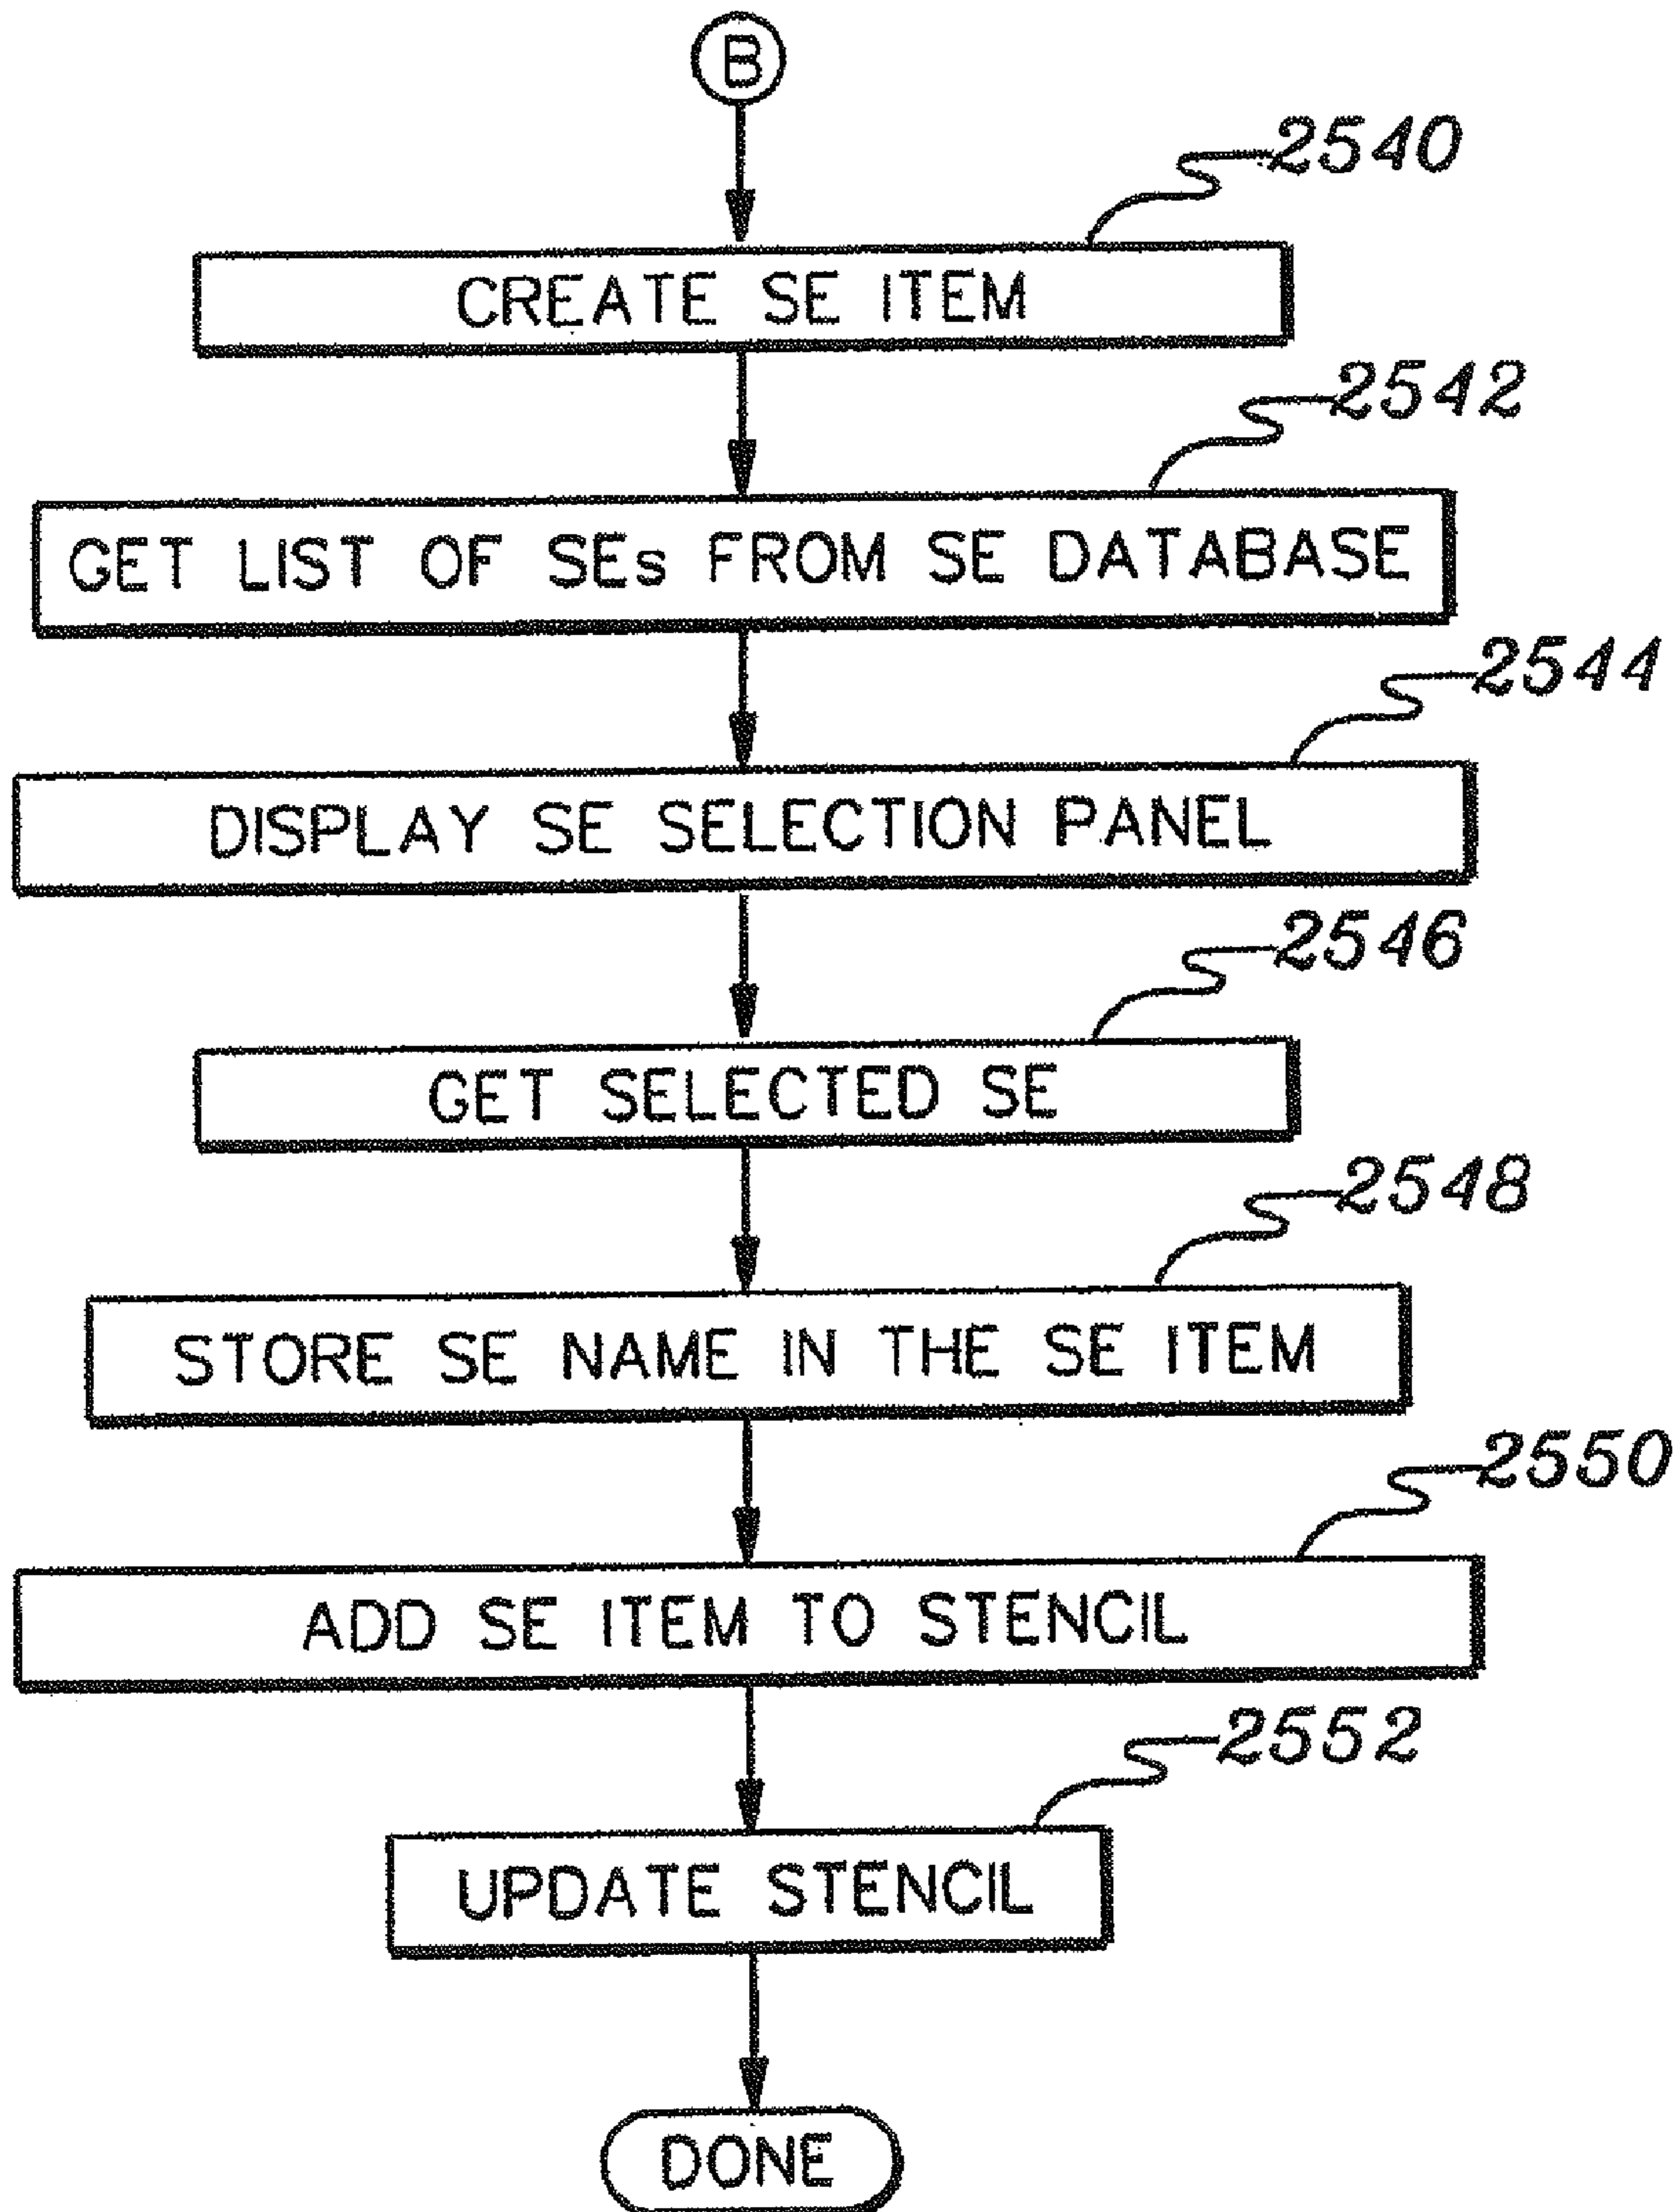 B
2540
CREATE SE ITEM
2542
GET LIST OF SEs FROM SE DATABASE
2544
DISPLAY SE SELECTION PANEL
2546
GET SELECTED SE
2548
STORE SE NAME IN THE SE ITEM
2550
ADD SE ITEM TO STENCIL
2552
UPDATE STENCIL
DONE